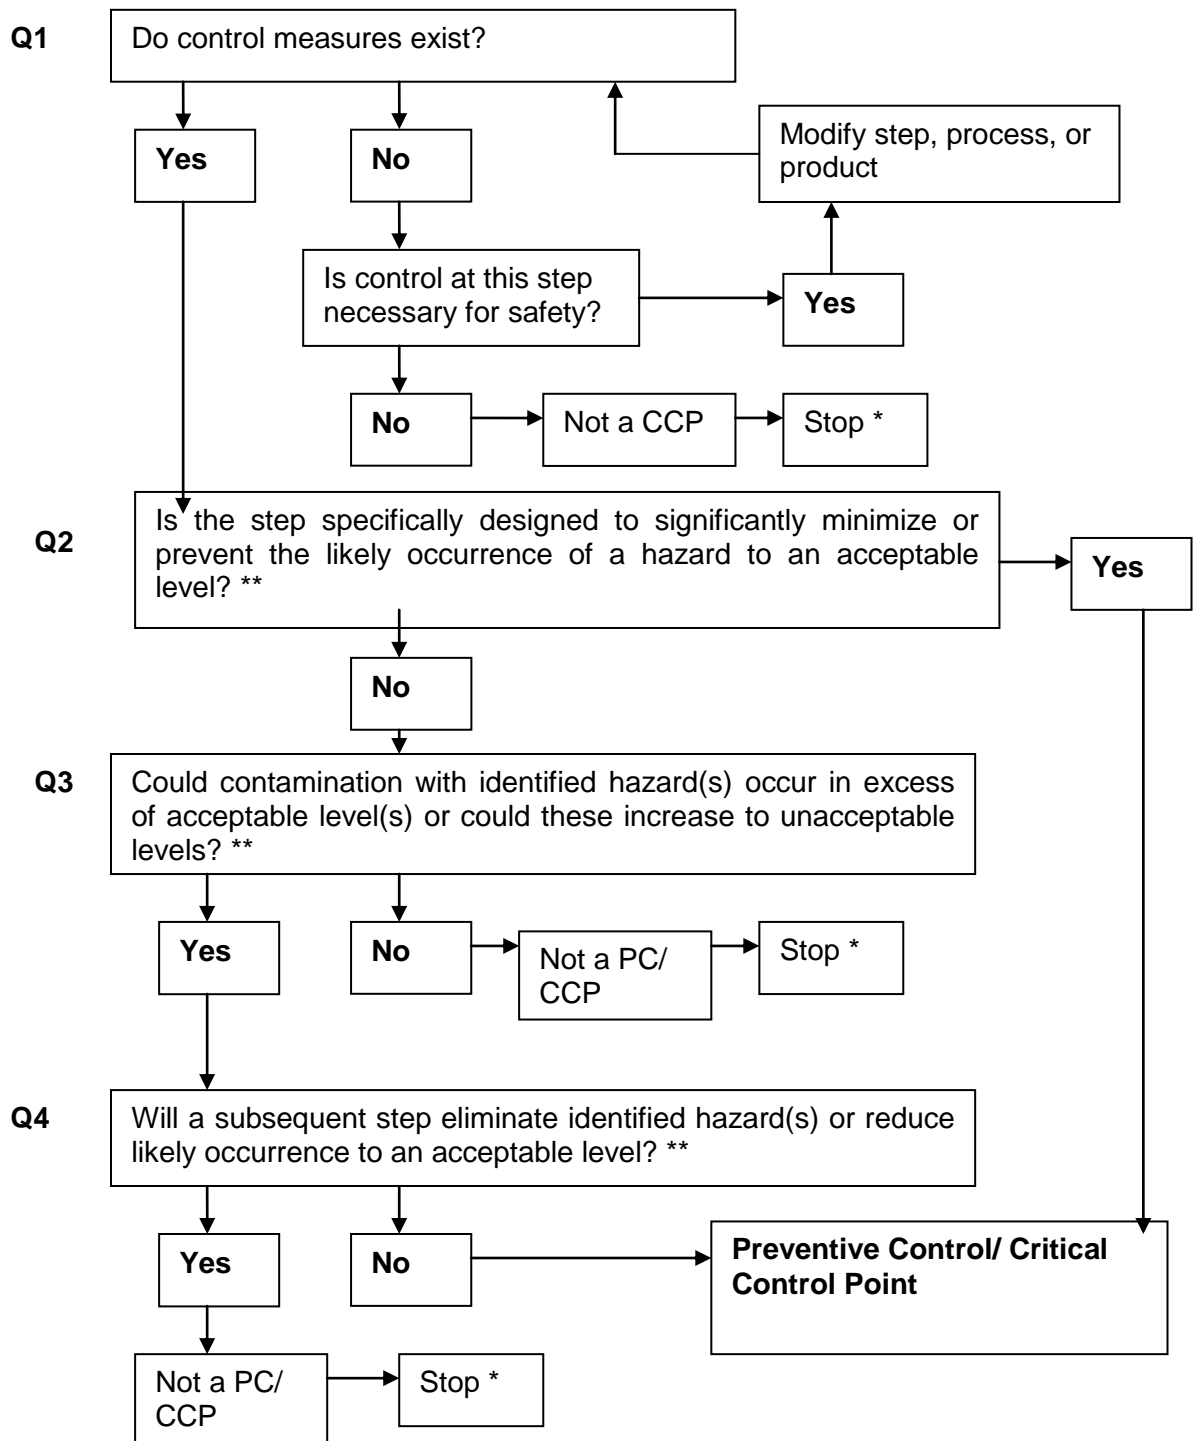 Q1
Do control measures exist?
Yes
No
Modify step, process, or
product
Is control at this step
necessary for safety?
Yes
No
Not a CCP
Stop *
Q2
Is the step specifically designed to significantly minimize or
prevent the likely occurrence of a hazard to an acceptable
level? **
Yes
No
Q3
Could contamination with identified hazard(s) occur in excess
of acceptable level(s) or could these increase to unacceptable
levels? **
Yes
No
Not a PC/
CCP
Stop *
Q4
Will a subsequent step eliminate identified hazard(s) or reduce
likely occurrence to an acceptable level? **
Yes
No
Preventive Control/ Critical
Control Point
Not a PC/
CCP
Stop *